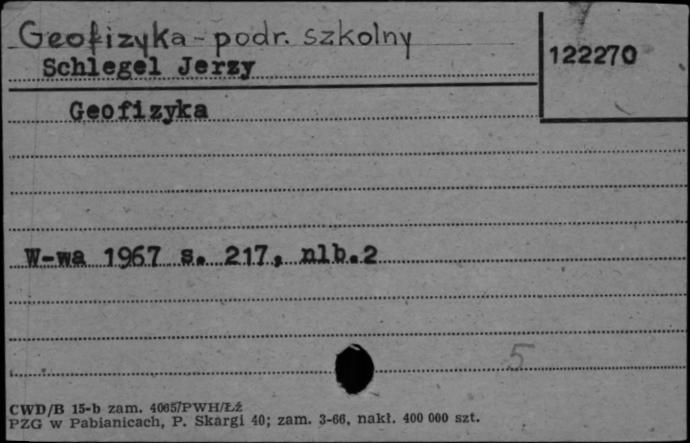 Geofizyka - podr. szkolny
Schlegel Jerzy
122270
Geofizyka
W-wa 1967 s. 217, nlb.2
5
CWD/B 15-b zam. 4065/PWH/Łź
PZG w Pabianicach, P. Skargi 40; zam. 3-66, nakł. 400 000 szt.